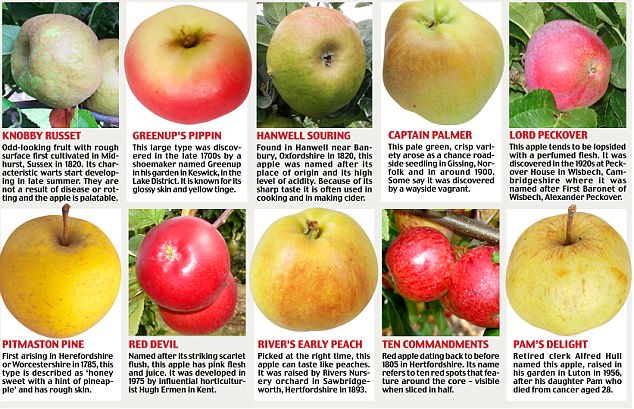 KNOBBY RUSSET
Odd-looking fruit with rough
surface first cultivated in Mid-
hurst, Sussex in 1820. Its char-
acteristic warts start develop-
ing in late summer. They are
not a result of disease or rot-
ting and the apple is palatable.
GREENUP'S PIPPIN
This large type was discov-
ered in the late 1700s by a
shoemaker named Greenup
in his garden in Keswick, in the
Lake District. It is known for its
glossy skin and yellow tinge.
HANWELL SOURING
Found in Hanwell near Ban-
bury, Oxfordshire in 1820, this
apple was named after its
place of origin and its high
level of acidity. Because of its
sharp taste it is often used in
cooking and in making cider.
CAPTAIN PALMER
This pale green, crisp vari-
ety arose as a chance road-
side seedling in Gissing, Nor-
folk and in around 1900.
Some say it was discovered
by a wayside vagrant.
LORD PECKOVER
This apple tends to be lopsided
with a perfumed flesh. It was
discovered in the 1920s at Peck-
over House in Wisbech, Cam-
bridgeshire where it was
named after First Baronet of
Wisbech, Alexander Peckover.
PITMASTON PINE
First arising in Herefordshire
or Worcestershire in 1785, this
type is described as 'honey
sweet with a hint of pineap-
ple' and has rough skin.
RED DEVIL
Named after its striking scarlet
flush, this apple has pink flesh
and juice. It was developed in
1975 by influential horticultur-
ist Hugh Ermen in Kent.
RIVER'S EARLY PEACH
Picked at the right time, this
apple can taste like peaches.
It was raised by Rivers Nurs-
ery orchard in Sawbridge-
worth, Hertfordshire in 1893.
TEN COMMANDMENTS
Red apple dating back to before
1805 in Hertfordshire. Its name
refers to ten red spots that fea-
ture around the core – visible
when sliced in half.
PAM'S DELIGHT
Retired clerk Alfred Hull
named this apple, raised in
his garden in Luton in 1956,
after his daughter Pam who
died from cancer aged 28.